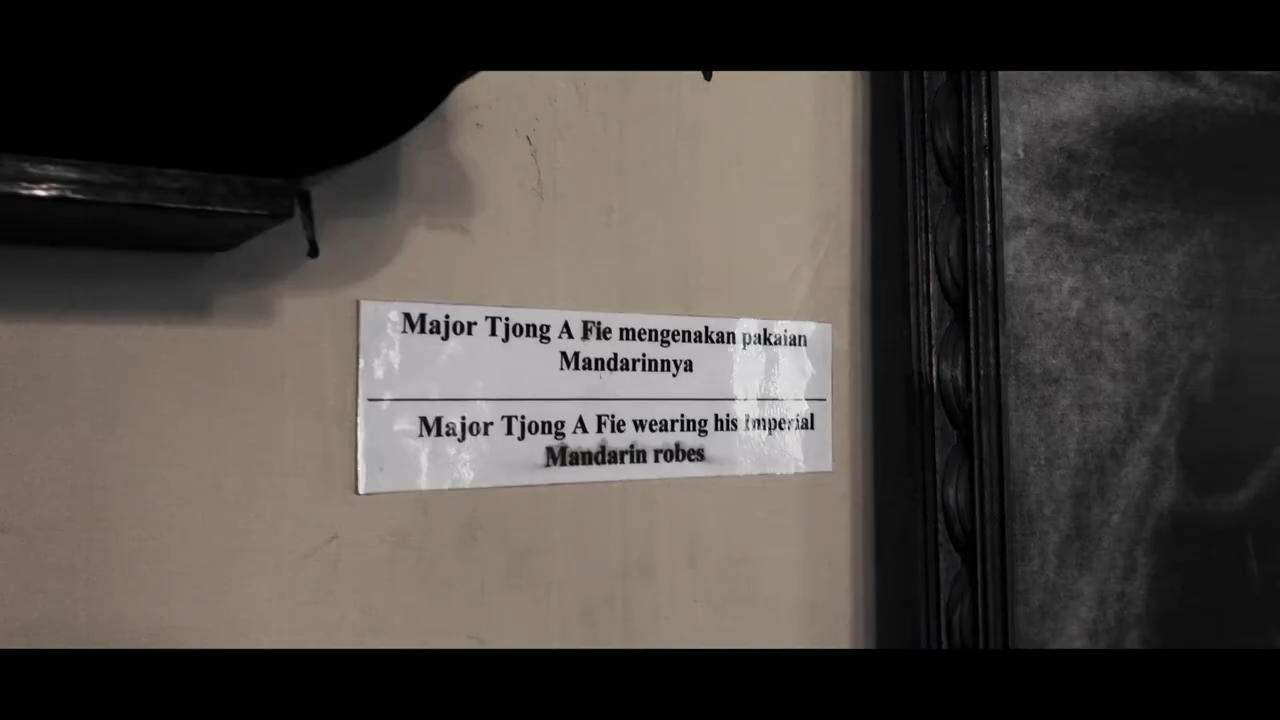 Major Tjong A Fie mengenakan pakaian
Mandarinnya
Major Tjong A Fie wearing his Imperial
Mandarin robes